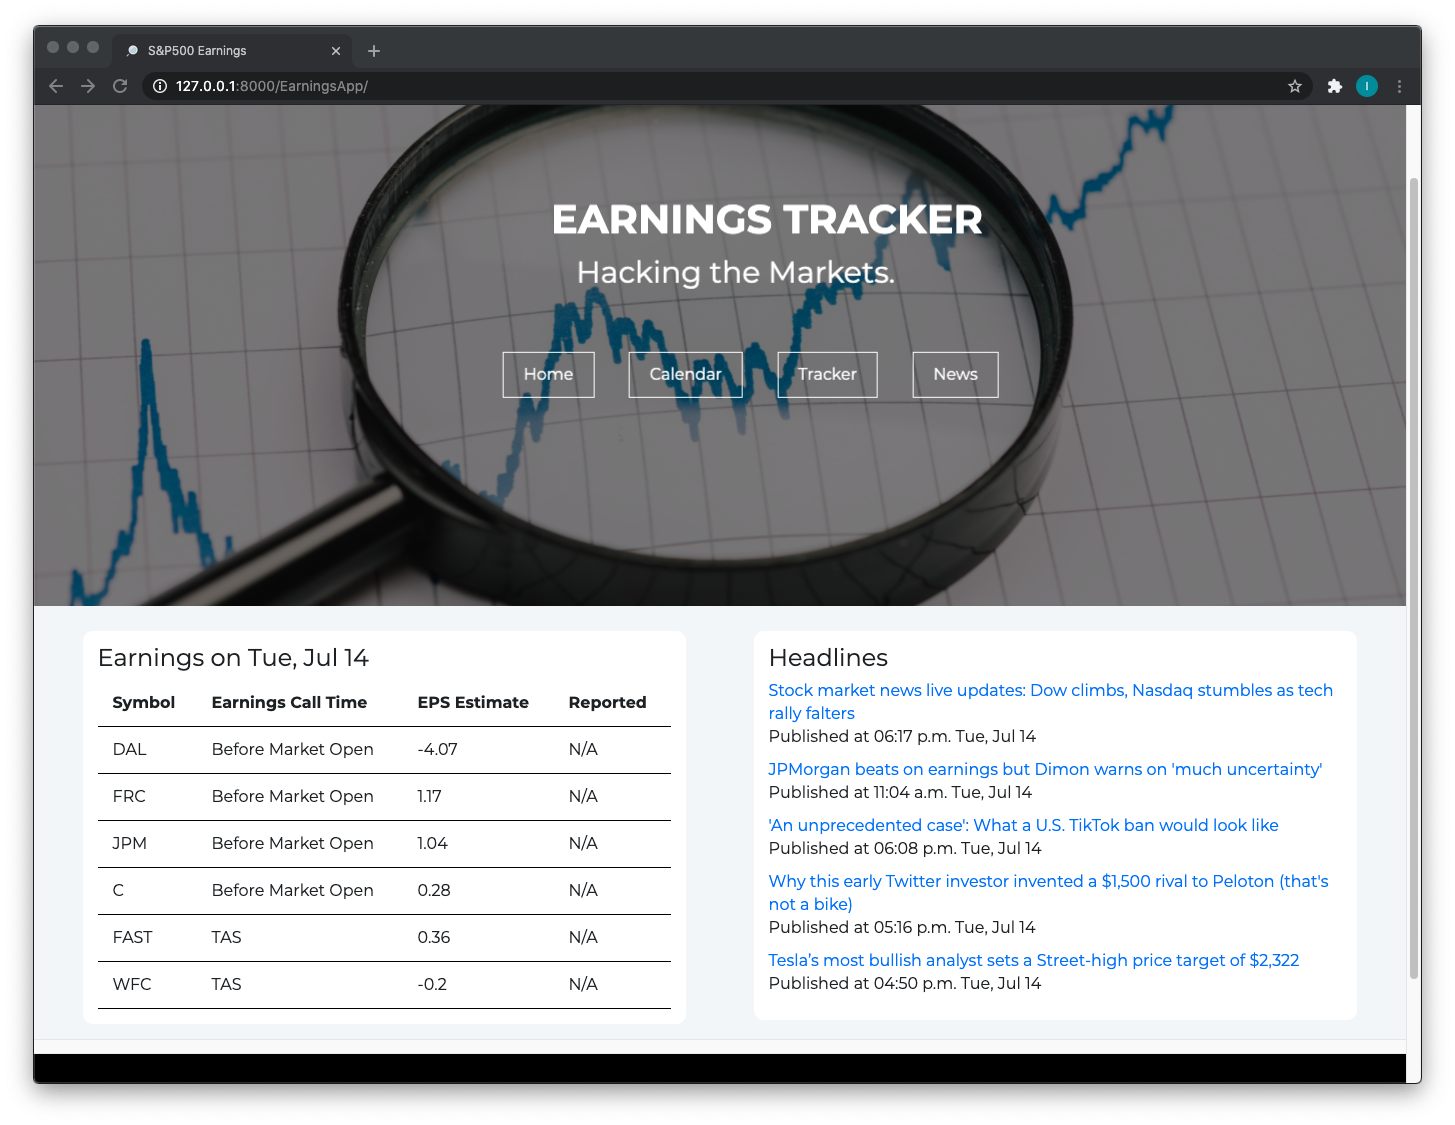 S&P500 Earnings
127.0.0.1:8000/EarningsApp/
I
EARNINGS TRACKER
Hacking the Markets.
Home Calendar Tracker News
Earnings on Tue, Jul 14
Symbol Earnings Call Time EPS Estimate Reported
DAL Before Market Open -4.07 N/A
FRC Before Market Open 1.17 N/A
JPM Before Market Open 1.04 N/A
C Before Market Open 0.28 N/A
FAST TAS 0.36 N/A
WFC TAS -0.2 N/A
Headlines
Stock market news live updates: Dow climbs, Nasdaq stumbles as tech
rally falters
Published at 06:17 p.m. Tue, Jul 14
JPMorgan beats on earnings but Dimon warns on 'much uncertainty'
Published at 11:04 a.m. Tue, Jul 14
'An unprecedented case': What a U.S. TikTok ban would look like
Published at 06:08 p.m. Tue, Jul 14
Why this early Twitter investor invented a $1,500 rival to Peloton (that's
not a bike)
Published at 05:16 p.m. Tue, Jul 14
Tesla’s most bullish analyst sets a Street-high price target of $2,322
Published at 04:50 p.m. Tue, Jul 14